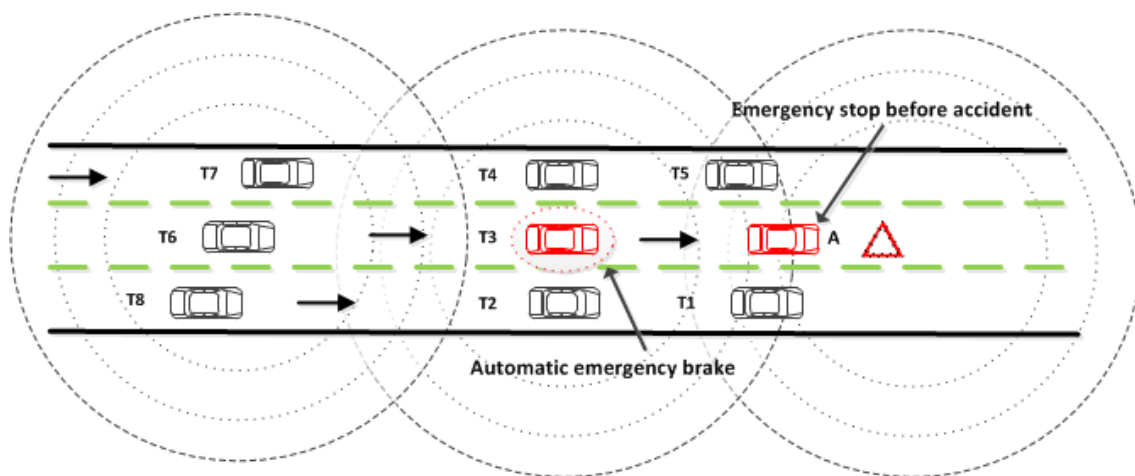 Emergency stop before accident
T7
T4
T5
T6
T3
A
T8
T2
T1
Automatic emergency brake